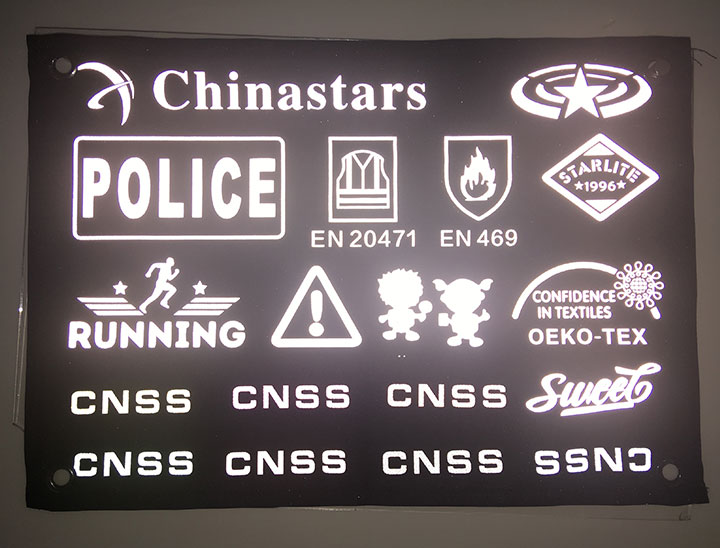 Chinastars
POLICE
EN 20471
EN 469
STARLITE
★1996★
RUNNING
!
CONFIDENCE
IN TEXTILES
OEKO-TEX
CNSS CNSS CNSS
Sweet
CNSS CNSS CNSS CNSS